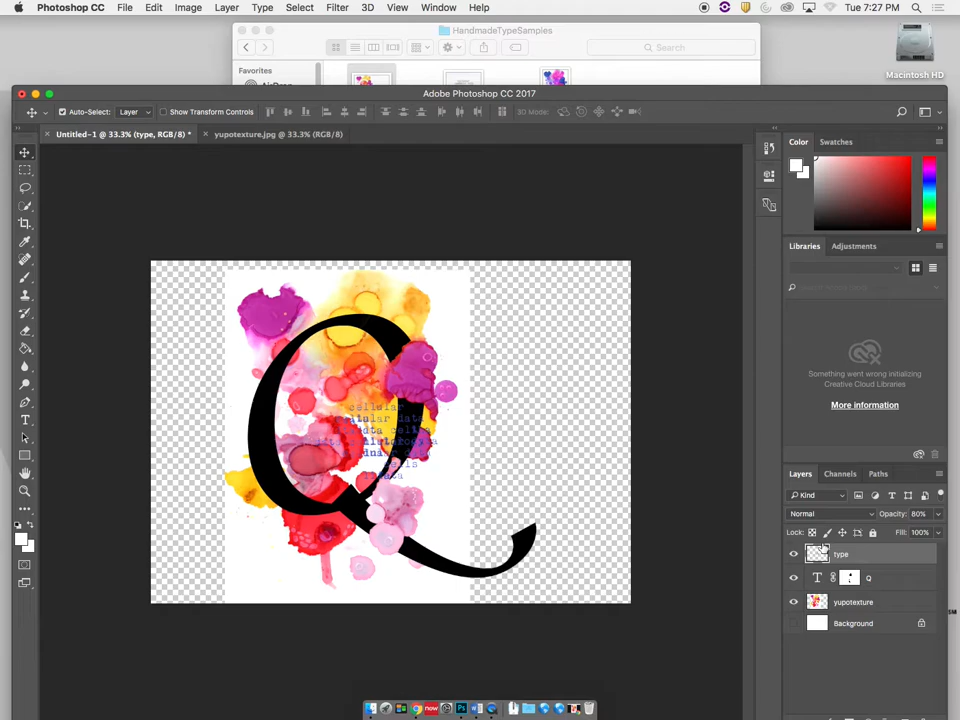 Photoshop CC File Edit Image Layer Type Select Filter 3D View Window Help Tue 7:27 PM
HandmadeTypeSamples
Search
Favorites
Macintosh HD
Adobe Photoshop CC 2017
Auto-Select: Layer Show Transform Controls 3D Mode:
Untitled-1 @ 33.3% (type, RGB/8) * yupotexture.jpg @ 33.3% (RGB/8)
Color Swatches
Libraries Adjustments
Q
cellular
Something went wrong initializing
Creative Cloud Libraries
More information
Layers Channels Paths
Kind
Normal Opacity: 80%
Lock: Fill: 100%
type
T Q
yupotexture
Background